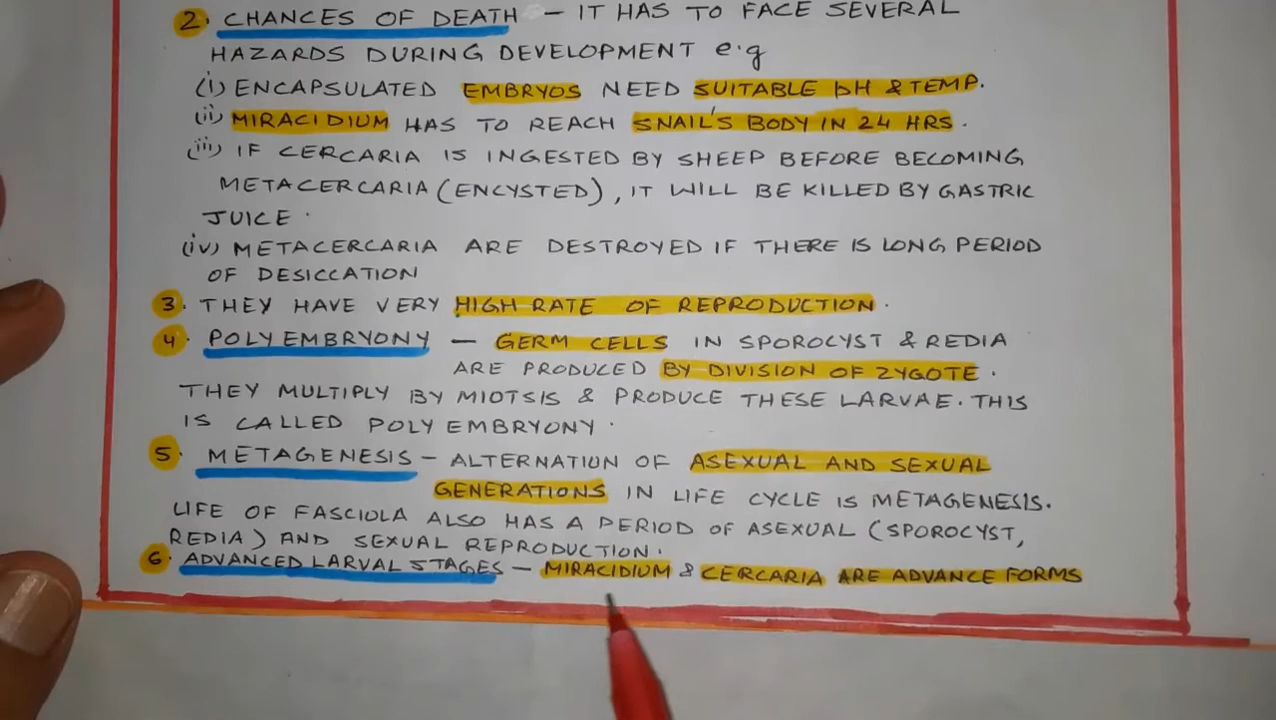 2. CHANCES OF DEATH – IT HAS TO FACE SEVERAL
HAZARDS DURING DEVELOPMENT e.g
(i) ENCAPSULATED EMBRYOS NEED SUITABLE pH & TEMP.
(ii) MIRACIDIUM HAS TO REACH SNAIL'S BODY IN 24 HRS.
(iii) IF CERCARIA IS INGESTED BY SHEEP BEFORE BECOMING
METACERCARIA (ENCYSTED), IT WILL BE KILLED BY GASTRIC
JUICE.
(iv) METACERCARIA ARE DESTROYED IF THERE IS LONG PERIOD
OF DESICCATION
3. THEY HAVE VERY HIGH RATE OF REPRODUCTION.
4. POLYEMBRYONY – GERM CELLS IN SPOROCYST & REDIA
ARE PRODUCED BY DIVISION OF ZYGOTE.
THEY MULTIPLY BY MIOTSIS & PRODUCE THESE LARVAE. THIS
IS CALLED POLY EMBRYONY.
5. METAGENESIS – ALTERNATION OF ASEXUAL AND SEXUAL
GENERATIONS IN LIFE CYCLE IS METAGENESIS.
LIFE OF FASCIOLA ALSO HAS A PERIOD OF ASEXUAL (SPOROCYST,
REDIA) AND SEXUAL REPRODUCTION.
6. ADVANCED LARVAL STAGES – MIRACIDIUM & CERCARIA ARE ADVANCE FORMS